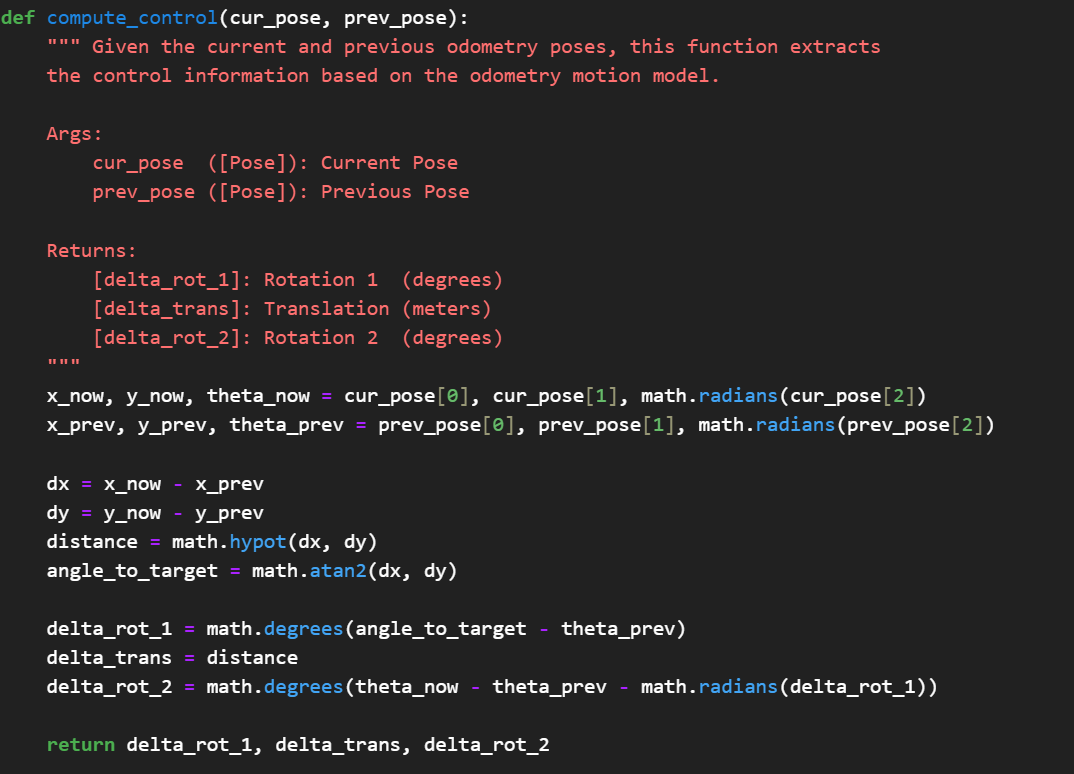 def compute_control(cur_pose, prev_pose):
    """ Given the current and previous odometry poses, this function extracts
    the control information based on the odometry motion model.

    Args:
        cur_pose  ([Pose]): Current Pose
        prev_pose ([Pose]): Previous Pose

    Returns:
        [delta_rot_1]: Rotation 1  (degrees)
        [delta_trans]: Translation (meters)
        [delta_rot_2]: Rotation 2  (degrees)
    """
    x_now, y_now, theta_now = cur_pose[0], cur_pose[1], math.radians(cur_pose[2])
    x_prev, y_prev, theta_prev = prev_pose[0], prev_pose[1], math.radians(prev_pose[2])

    dx = x_now - x_prev
    dy = y_now - y_prev
    distance = math.hypot(dx, dy)
    angle_to_target = math.atan2(dx, dy)

    delta_rot_1 = math.degrees(angle_to_target - theta_prev)
    delta_trans = distance
    delta_rot_2 = math.degrees(theta_now - theta_prev - math.radians(delta_rot_1))

    return delta_rot_1, delta_trans, delta_rot_2